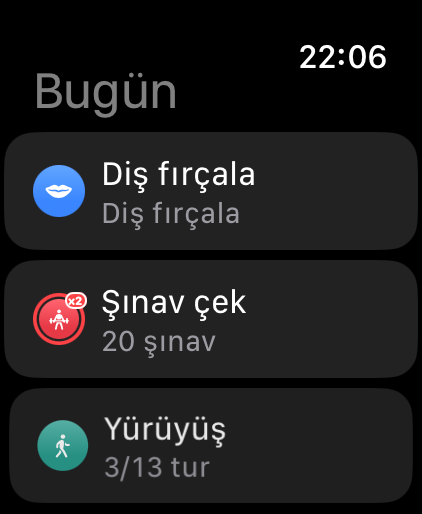 22:06
Bugün
Diş fırçala
Diş fırçala
x2
Şınav çek
20 şınav
Yürüyüş
3/13 tur